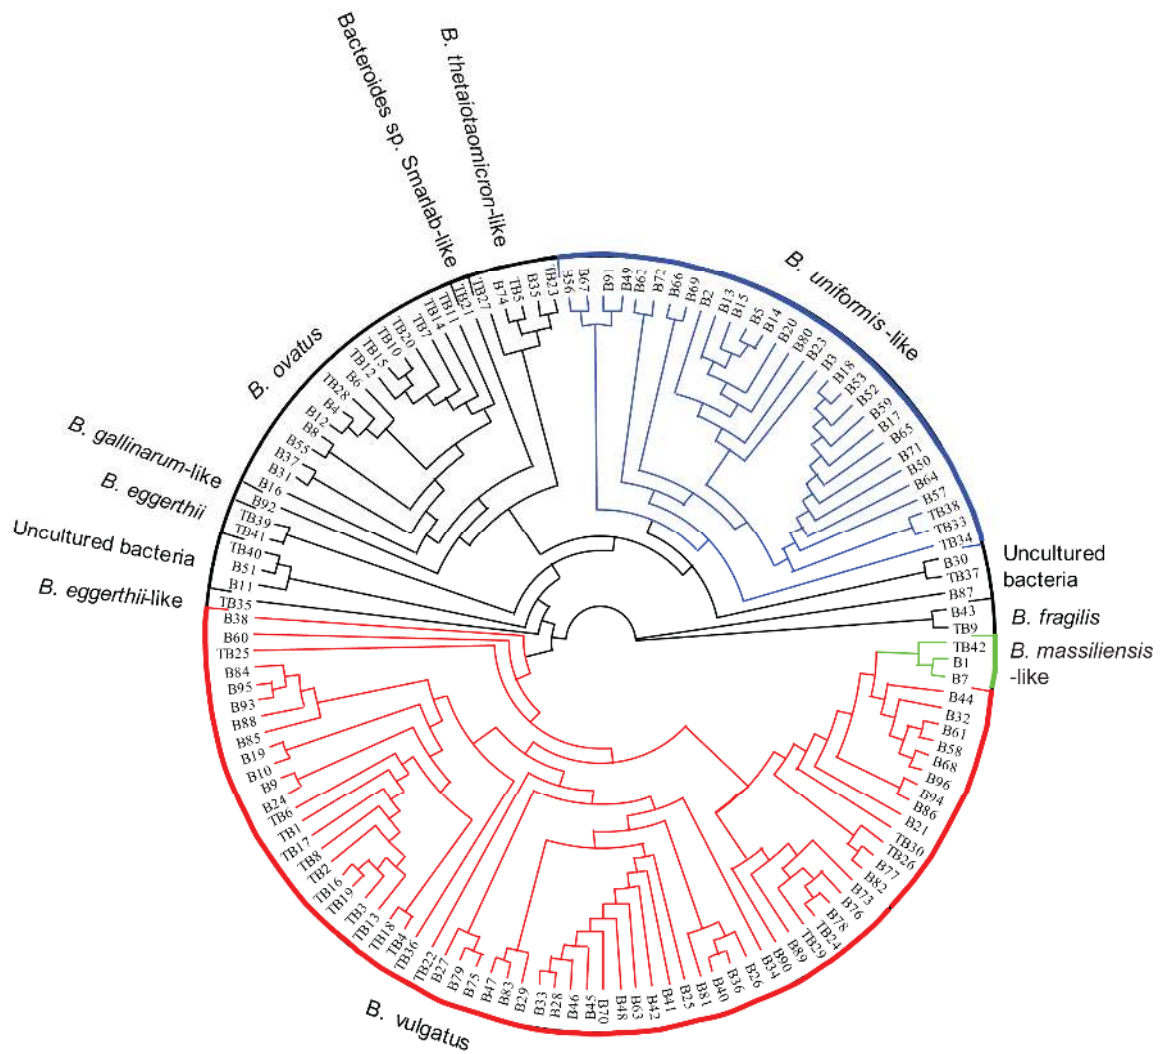 Bacteroides sp. Smarlab-like
B. thetaiotaomicron-like
B. uniformis -like
B. ovatus
B. gallinarum-like
B. eggerthii
Uncultured bacteria
B. eggerthii-like
Uncultured
bacteria
B. fragilis
B. massiliensis
-like
B. vulgatus
B56
B67
B91
B49
B62
B72
B66
B69
B2
B13
B15
B5
B14
B20
B80
B23
B3
B18
B53
B52
B59
B17
B65
B71
B50
B64
B57
TB38
TB33
TB34
B30
TB37
B87
B43
TB9
TB42
B1
B7
B44
B32
B61
B58
B68
B96
B94
B86
B21
TB30
TB26
B77
B82
B73
B76
B78
TB24
TB29
B89
B90
B34
B26
B36
B40
B81
B25
B41
B42
B63
B48
B70
B45
B46
B28
B33
B29
B83
B47
B75
B79
B27
TB22
TB36
TB4
TB18
TB13
TB3
TB19
TB16
TB2
TB8
TB17
TB1
TB6
B24
B9
B10
B19
B85
B88
B93
B95
B84
TB25
B60
B38
TB35
B11
B51
TB40
TB41
TB39
B92
B16
B31
B37
B55
B8
B12
B4
TB28
B6
TB12
TB15
TB10
TB20
TB7
TB14
TB11
TB21
TB27
B74
TB5
B35
TB23